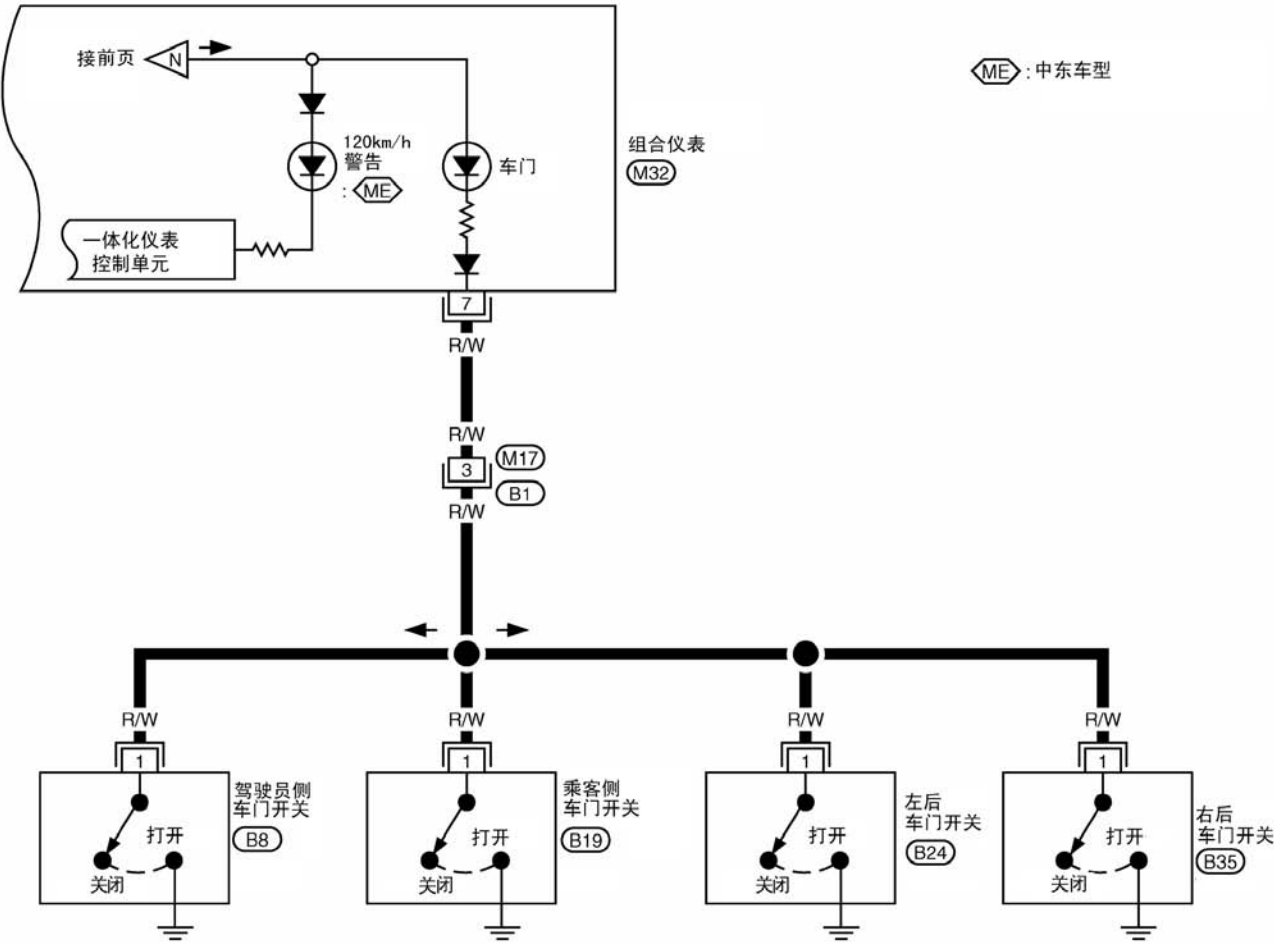 接前页
N
ME : 中东车型
120km/h
警告
: ME
车门
组合仪表
M32
一体化仪表
控制单元
7
R/W
R/W
3
M17
B1
R/W
R/W
R/W
R/W
R/W
1
1
1
1
驾驶员侧
车门开关
B8
打开
关闭
乘客侧
车门开关
B19
打开
关闭
左后
车门开关
B24
打开
关闭
右后
车门开关
B35
打开
关闭